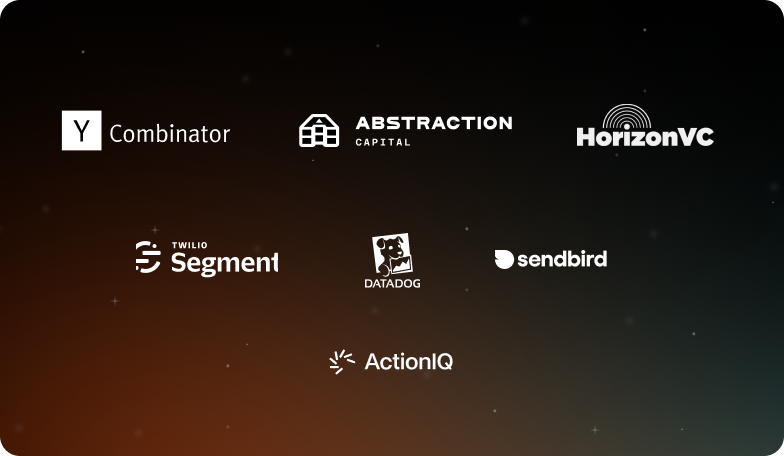 Y Combinator
ABSTRACTION
CAPITAL
HorizonVC
TWILIO
Segment
DATADOG
sendbird
ActionIQ